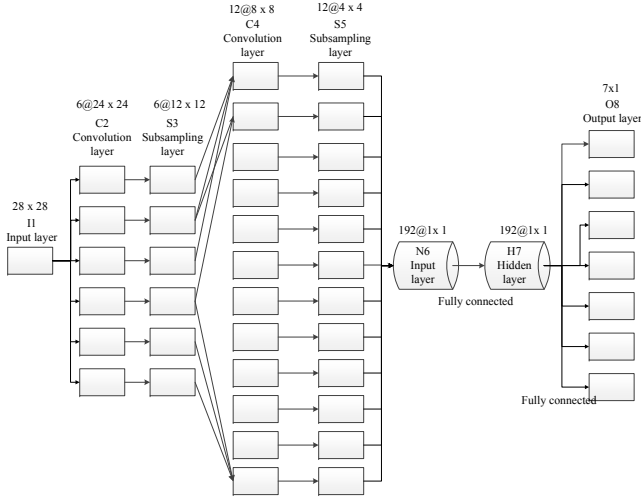 28 x 28
I1
Input layer
6@24 x 24
C2
Convolution
layer
6@12 x 12
S3
Subsampling
layer
12@8 x 8
C4
Convolution
layer
12@4 x 4
S5
Subsampling
layer
192@1x 1
N6
Input
layer
Fully connected
192@1x 1
H7
Hidden
layer
Fully connected
7x1
O8
Output layer